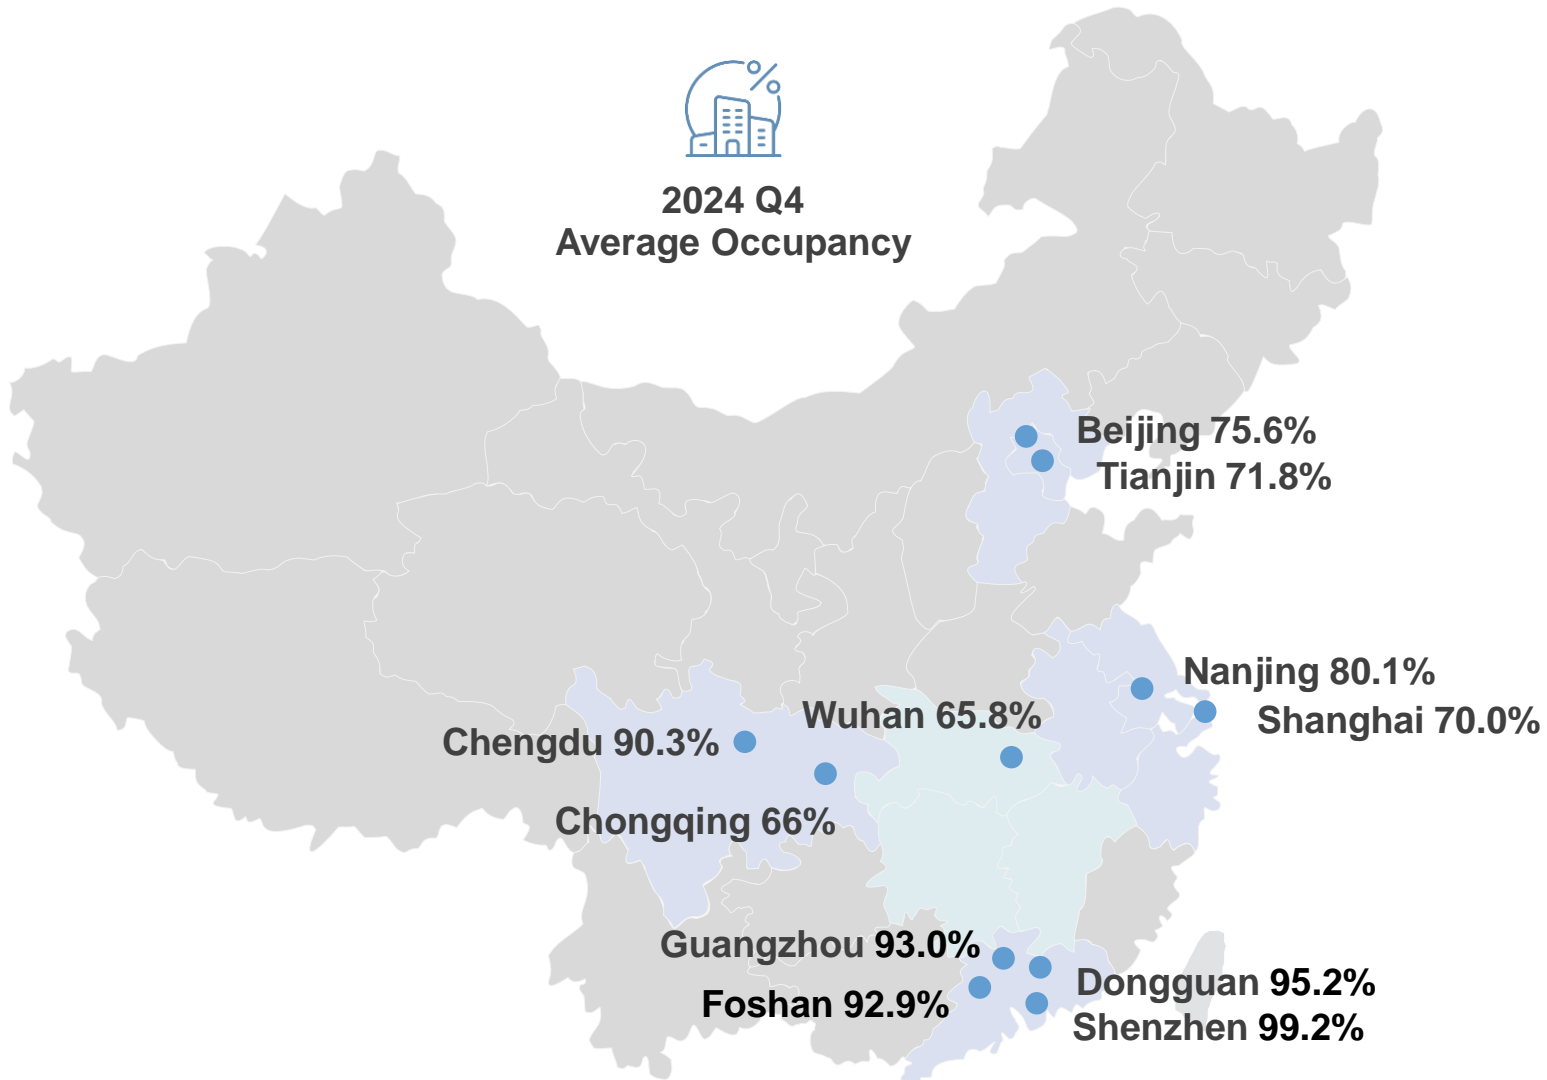 2024 Q4
Average Occupancy
Beijing 75.6%
Tianjin 71.8%
Nanjing 80.1%
Shanghai 70.0%
Wuhan 65.8%
Chengdu 90.3%
Chongqing 66%
Guangzhou 93.0%
Foshan 92.9%
Dongguan 95.2%
Shenzhen 99.2%